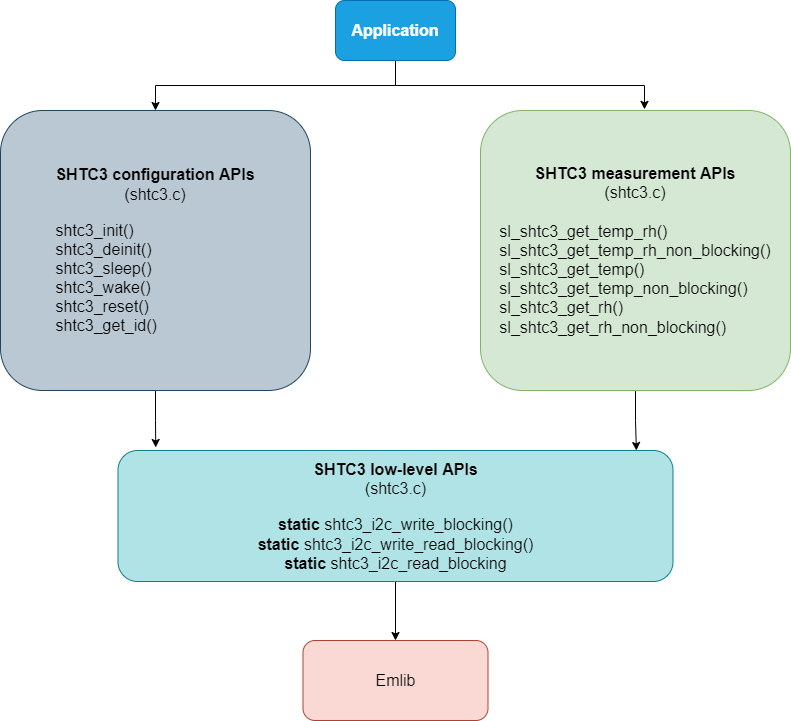 Application
SHTC3 configuration APIs
(shtc3.c)
shtc3_init()
shtc3_deinit()
shtc3_sleep()
shtc3_wake()
shtc3_reset()
shtc3_get_id()
SHTC3 measurement APIs
(shtc3.c)
sl_shtc3_get_temp_rh()
sl_shtc3_get_temp_rh_non_blocking()
sl_shtc3_get_temp()
sl_shtc3_get_temp_non_blocking()
sl_shtc3_get_rh()
sl_shtc3_get_rh_non_blocking()
SHTC3 low-level APIs
(shtc3.c)
static shtc3_i2c_write_blocking()
static shtc3_i2c_write_read_blocking()
static shtc3_i2c_read_blocking
Emlib